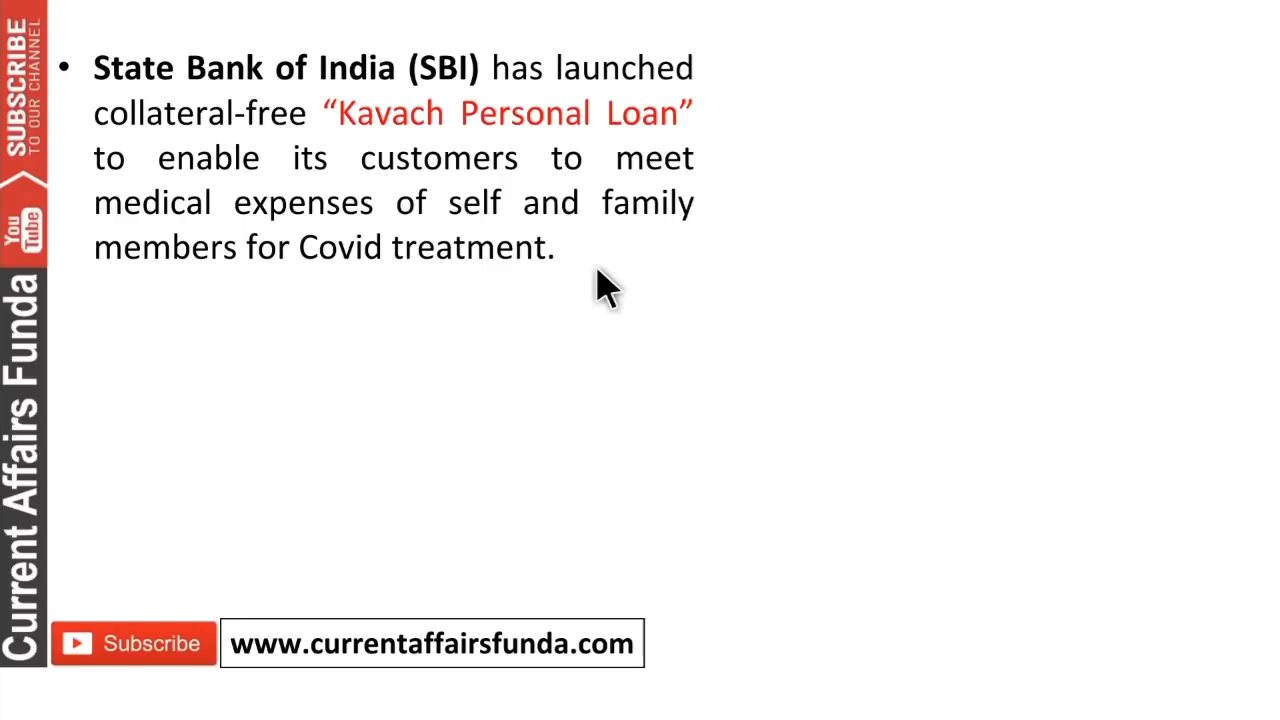 • State Bank of India (SBI) has launched
collateral-free “Kavach Personal Loan”
to enable its customers to meet
medical expenses of self and family
members for Covid treatment.
SUBSCRIBE
TO OUR CHANNEL
You
Tube
Current Affairs Funda
Subscribe
www.currentaffairsfunda.com